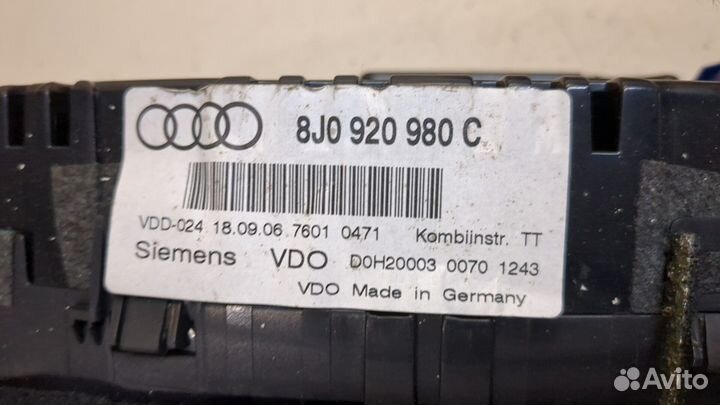 8J0 920 980 C
VDD-024 18.09.06 7601 0471 Kombiinstr. TT
Siemens VDO D0H20003 0070 1243
VDO Made in Germany
Avito